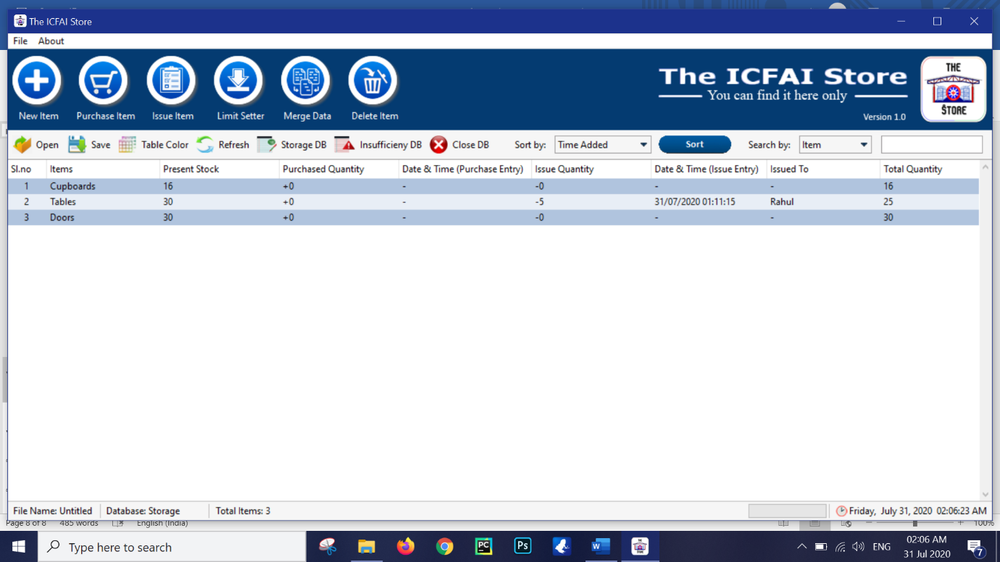 The ICFAI Store
File About
New Item Purchase Item Issue Item Limit Setter Merge Data Delete Item
The ICFAI Store
You can find it here only
Version 1.0
THE
STORE
Open Save Table Color Refresh Storage DB Insufficieny DB Close DB Sort by: Time Added Sort Search by: Item
Sl.no Items Present Stock Purchased Quantity Date & Time (Purchase Entry) Issue Quantity Date & Time (Issue Entry) Issued To Total Quantity
1 Cupboards 16 +0 - -0 - - 16
2 Tables 30 +0 - -5 31/07/2020 01:11:15 Rahul 25
3 Doors 30 +0 - -0 - - 30
File Name: Untitled Database: Storage Total Items: 3 Friday, July 31, 2020 02:06:23 AM
Page 8 of 8 485 words English (India) 100%
Type here to search PC Ps W ENG 02:06 AM
31 Jul 2020 7